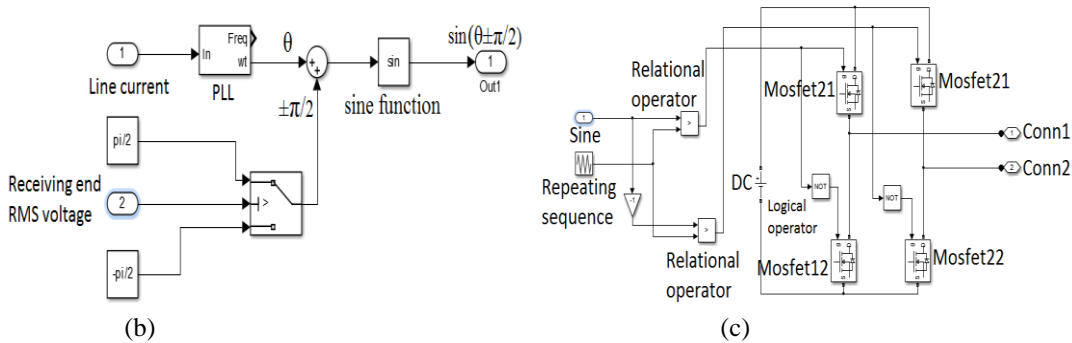 1
Line current
In
Freq
wt
PLL
θ
++
±π/2
sin
sine function
sin(θ±π/2)
1
Out1
pi/2
Receiving end
RMS voltage
2
>
-pi/2
(b)
1
Sine
Repeating
sequence
-1
Relational
operator
>
>
Relational
operator
DC
+
NOT
NOT
Logical
operator
Mosfet21
Mosfet21
Mosfet12
Mosfet22
1
Conn1
2
Conn2
(c)